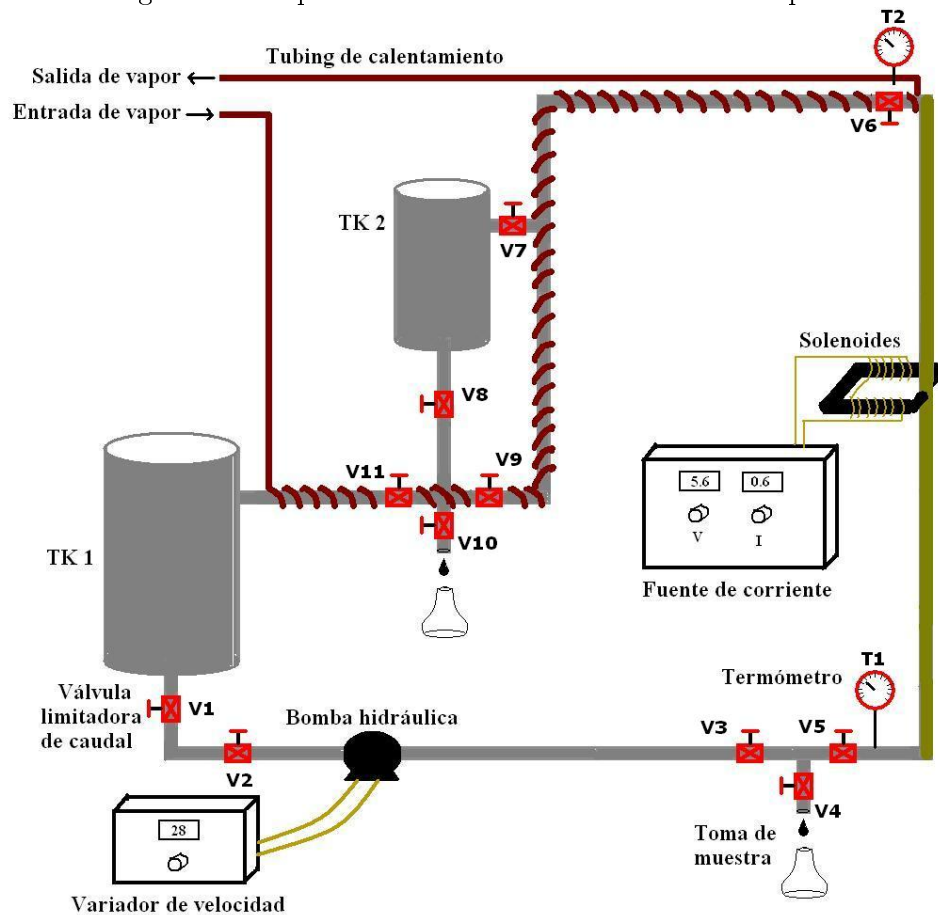 T2
Tubing de calentamiento
Salida de vapor ←
Entrada de vapor →
V6
TK 2
V7
Solenoides
V8
V11
V9
5.6
0.6
V
I
TK 1
V10
Fuente de corriente
T1
Termómetro
Válvula
limitadora
de caudal
V1
Bomba hidráulica
V3
V5
V2
V4
28
Toma de
muestra
Variador de velocidad